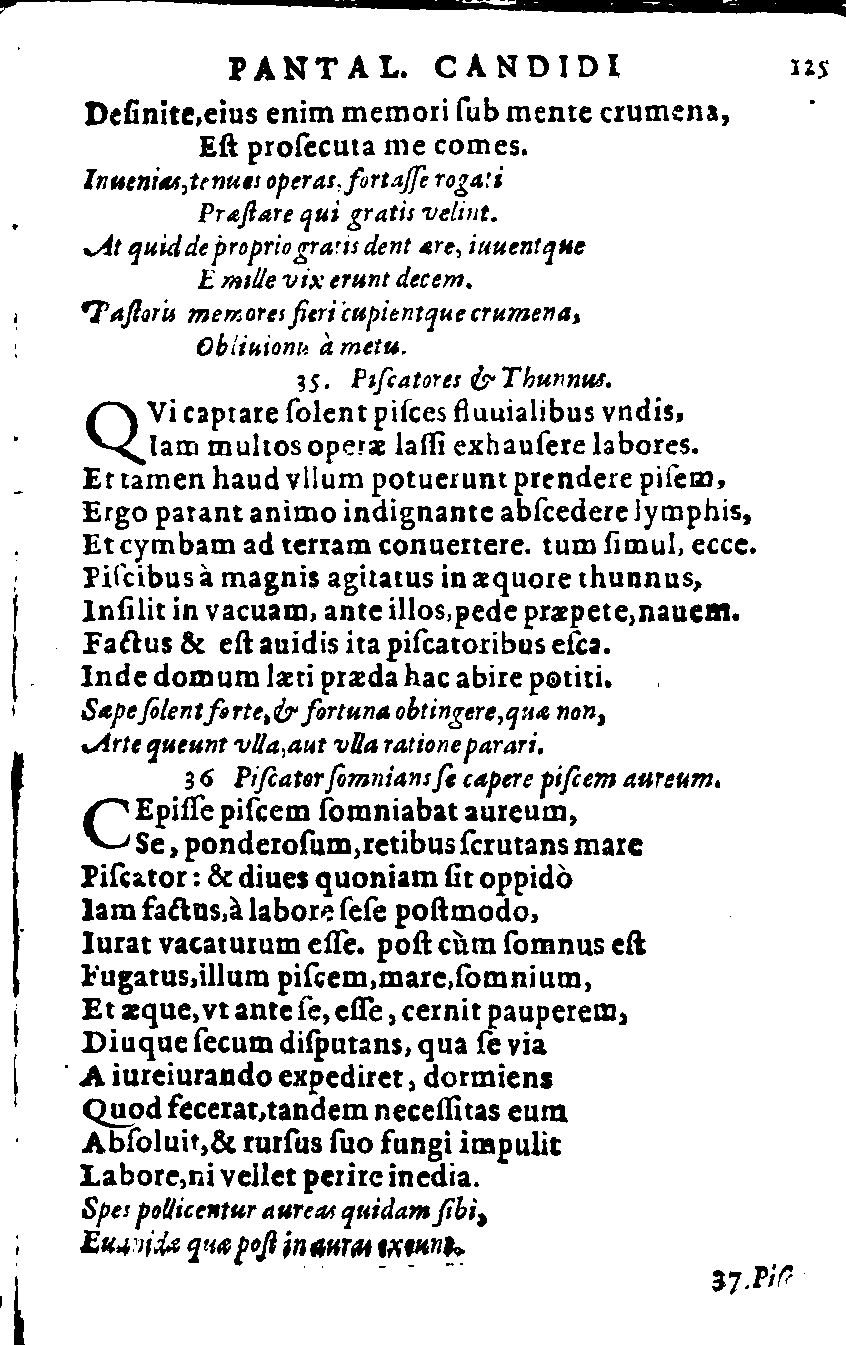 PANTAL. CANDIDI 125
Deſinite,eius enim memori ſub mente crumena,
Eſt proſecuta me comes.
Inuenias,tenues operas, fortaſſe rogati
Præſtare qui gratis velint.
At quid de proprio gratis dent ære, iuuentque
E mille vix erunt decem.
Paſtoris memores fieri cupientque crumena,
Obliuionis à metu.
35. Piſcatores & Thunnus.
QVi captare ſolent piſces fluuialibus vndis,
Iam multos operæ laſſi exhauſere labores.
Et tamen haud vllum potuerunt prendere piſem,
Ergo parant animo indignante abſcedere lymphis,
Et cymbam ad terram conuertere. tum ſimul, ecce.
Piſcibus à magnis agitatus in æquore thunnus,
Inſilit in vacuam, ante illos,pede præpete,nauem.
Factus & eſt auidis ita piſcatoribus eſca.
Inde domum læti præda hac abire potiti.
Sæpe ſolent forte,& fortuna obtingere,quæ non,
Arte queunt vlla,aut vlla ratione parari.
36 Piſcator ſomnians ſe capere piſcem aureum.
CEpiſſe piſcem ſomniabat aureum,
Se, ponderoſum,retibus ſcrutans mare
Piſcator: & diues quoniam ſit oppidò
Iam factus,à labore ſeſe poſtmodo,
Iurat vacaturum eſſe. poſt cùm ſomnus eſt
Fugatus,illum piſcem,mare,ſomnium,
Et æque,vt ante ſe, eſſe, cernit pauperem,
Diuque ſecum diſputans, qua ſe via
A iureiurando expediret, dormiens
Quod fecerat,tandem neceſſitas eum
Abſoluit,& rurſus ſuo fungi impulit
Labore,ni vellet perire inedia.
Spes pollicentur aureas quidam ſibi,
Euanidæ quæ poſt in auras exeunt.
37.Piſ